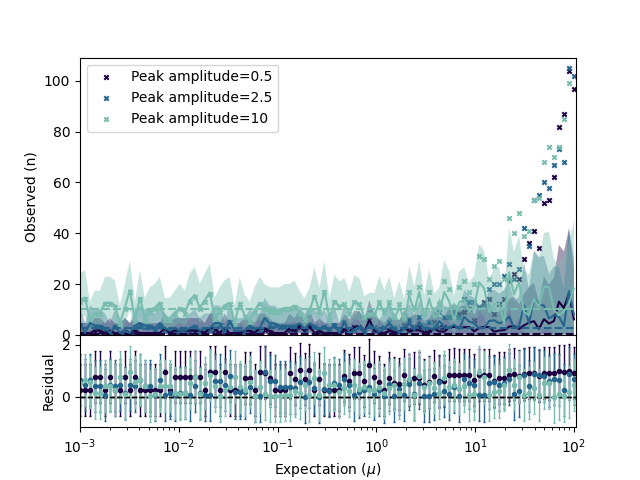 Peak amplitude=0.5
Peak amplitude=2.5
Peak amplitude=10
Observed (n)
100
80
60
40
20
0
Residual
2
0
10⁻³
10⁻²
10⁻¹
10⁰
10¹
10²
Expectation (μ)